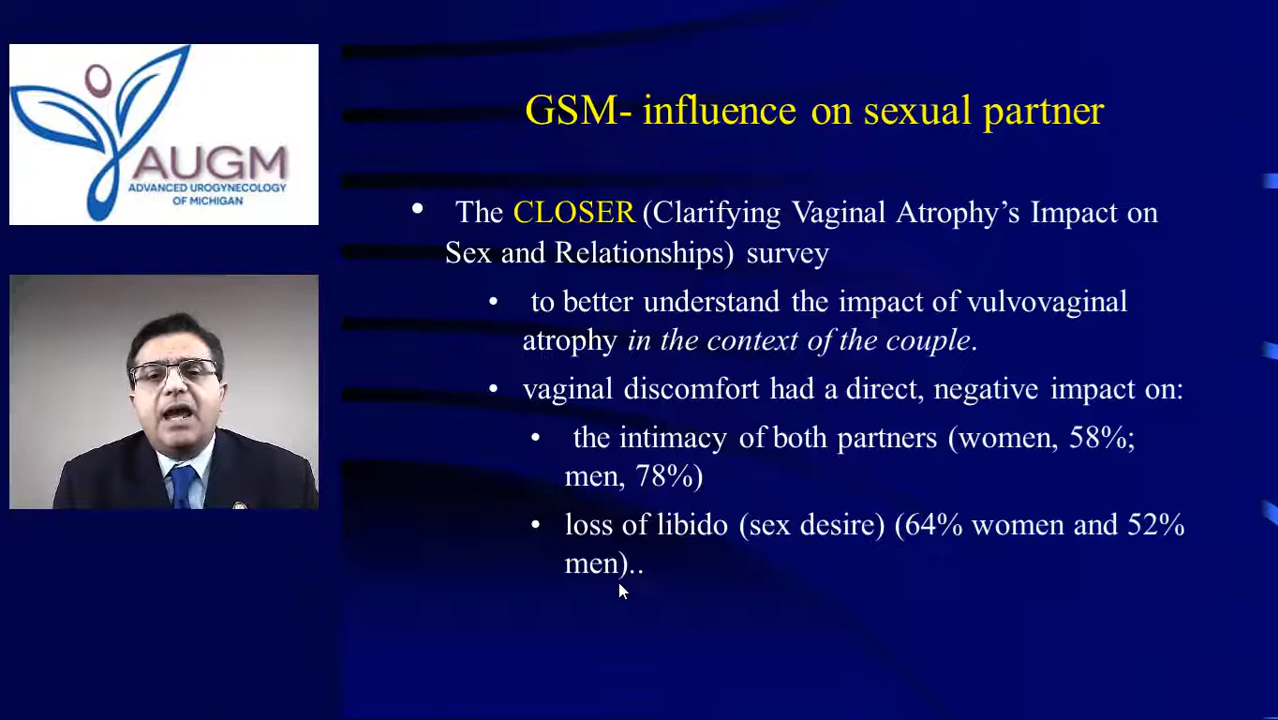 AUGM
ADVANCED UROGYNECOLOGY
OF MICHIGAN
GSM- influence on sexual partner
• The CLOSER (Clarifying Vaginal Atrophy’s Impact on
Sex and Relationships) survey
• to better understand the impact of vulvovaginal
atrophy in the context of the couple.
• vaginal discomfort had a direct, negative impact on:
• the intimacy of both partners (women, 58%;
men, 78%)
• loss of libido (sex desire) (64% women and 52%
men)..